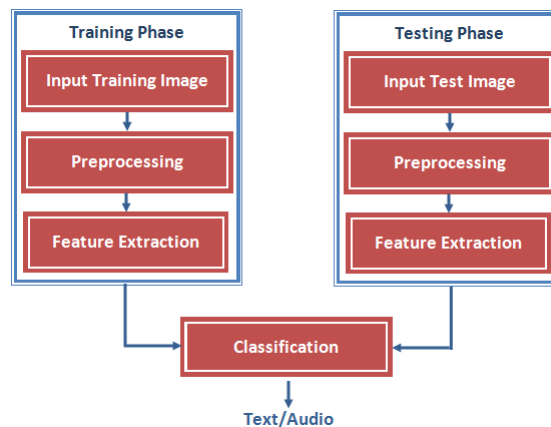 Training Phase
Input Training Image
Preprocessing
Feature Extraction
Testing Phase
Input Test Image
Preprocessing
Feature Extraction
Classification
Text/Audio